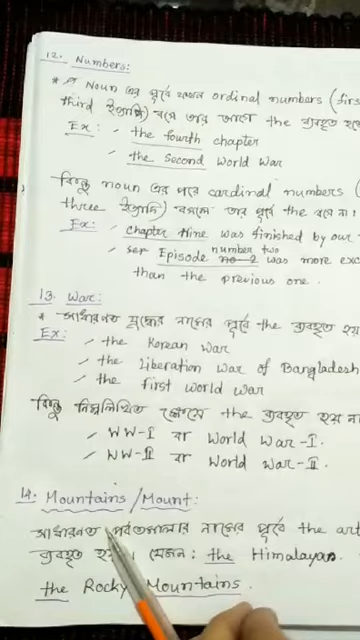 12. Numbers:
* Noun এর পূর্বে যখন ordinal numbers (first
third ইত্যাদি) বসে তার আগে the ব্যবহৃত হয়
Ex: / the fourth chapter
/ the second World War
কিন্তু noun এর পরে cardinal numbers (
three ইত্যাদি) বসলে তার পূর্বে the বসে না।
Ex: / chapter nine was finished by our
/ Episode number two was more exc
than the previous one.
13. War:
* সাধারণত যুদ্ধের নামের পূর্বে the ব্যবহৃত হয়
Ex: / the Korean War
/ the Liberation War of Bangladesh
/ the first world war
কিন্তু নিম্নলিখিত ক্ষেত্রে the ব্যবহৃত হয় না
/ WW-I বা World War-I.
/ WW-II বা World War-II.
14. Mountains/Mount:
সাধারণত পর্বতমালার নামের পূর্বে the art
ব্যবহৃত হয়। যেমন: the Himalayan.
the Rocky Mountains.